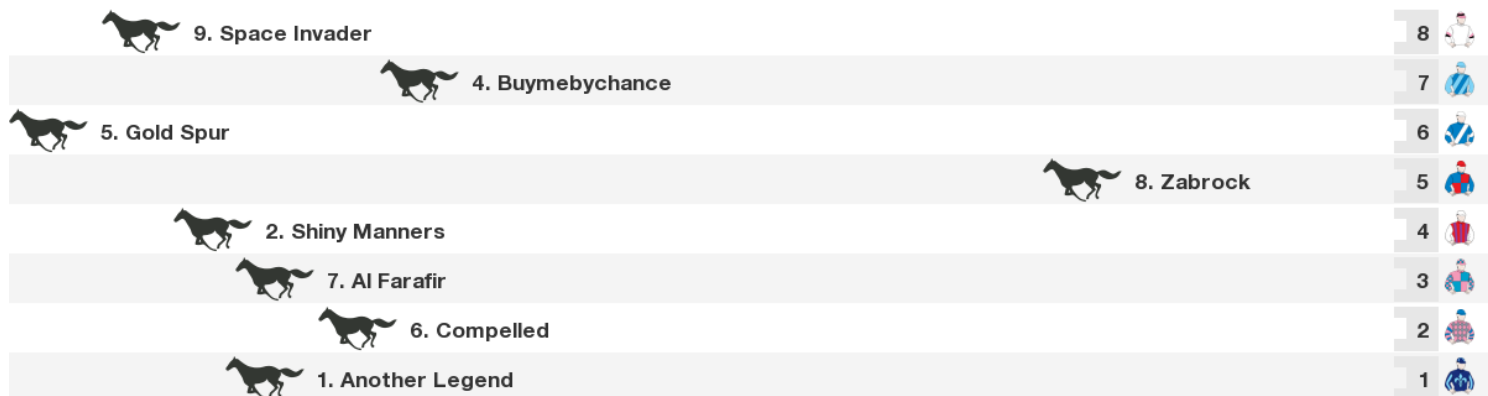 9. Space Invader 8
4. Buymebychance 7
5. Gold Spur 6
8. Zabrock 5
2. Shiny Manners 4
7. Al Farafir 3
6. Compelled 2
1. Another Legend 1